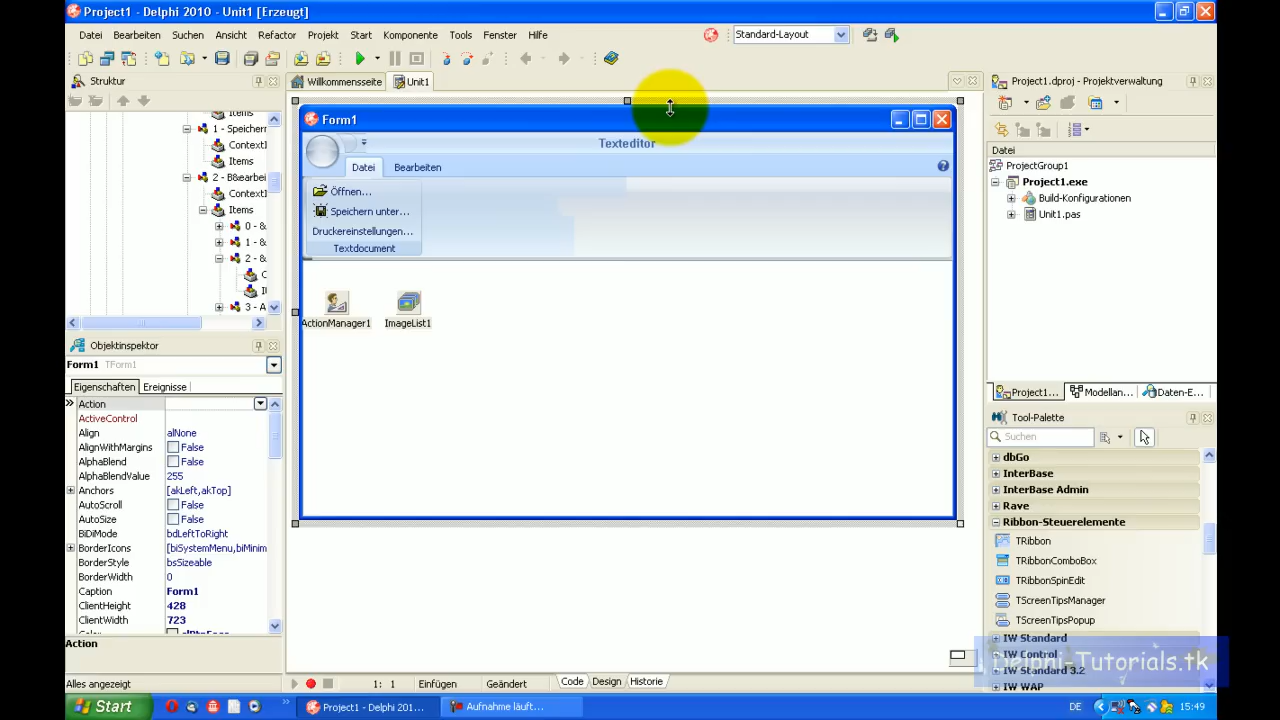 Project1 - Delphi 2010 - Unit1 [Erzeugt]
Datei Bearbeiten Suchen Ansicht Refactor Projekt Start Komponente Tools Fenster Hilfe
Standard-Layout
Struktur
Willkommensseite
Unit1
Project1.dproj - Projektverwaltung
1 - Speichern
ContextI
Items
2 - B&earbei
ContextI
Items
0 - &
1 - &
2 - &
C
3 - A
Form1
Texteditor
Datei
Bearbeiten
Öffnen...
Speichern unter...
Druckereinstellungen...
Textdocument
ActionManager1
ImageList1
Datei
ProjectGroup1
Project1.exe
Build-Konfigurationen
Unit1.pas
Project1...
Modellan...
Daten-E...
Objektinspektor
Form1 TForm1
Eigenschaften
Ereignisse
Action
ActiveControl
Align alNone
AlignWithMargins False
AlphaBlend False
AlphaBlendValue 255
Anchors [akLeft,akTop]
AutoScroll False
AutoSize False
BiDiMode bdLeftToRight
BorderIcons [biSystemMenu,biMinim
BorderStyle bsSizeable
BorderWidth 0
Caption Form1
ClientHeight 428
ClientWidth 723
Action
Alles angezeigt
Tool-Palette
Suchen
dbGo
InterBase
InterBase Admin
Rave
Ribbon-Steuerelemente
TRibbon
TRibbonComboBox
TRibbonSpinEdit
TScreenTipsManager
TScreenTipsPopup
IW Standard
IW Control
IW Standard 3.2
IW WAP
Delphi-Tutorials.tk
1: 1
Einfügen
Geändert
Code
Design
Historie
Start
Project1 - Delphi 201...
Aufnahme läuft...
DE
15:49